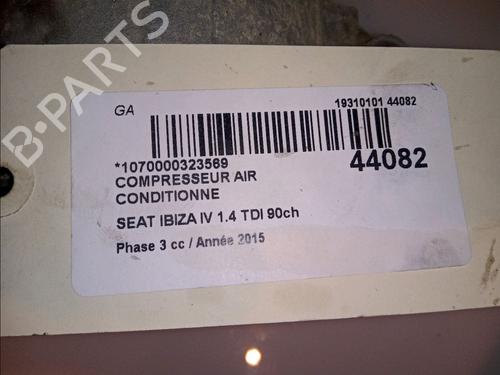 GA
19310101 44082
*1070000323569
44082
COMPRESSEUR AIR
CONDITIONNE
SEAT IBIZA IV 1.4 TDI 90ch
Phase 3 cc / Année 2015
B-PARTS